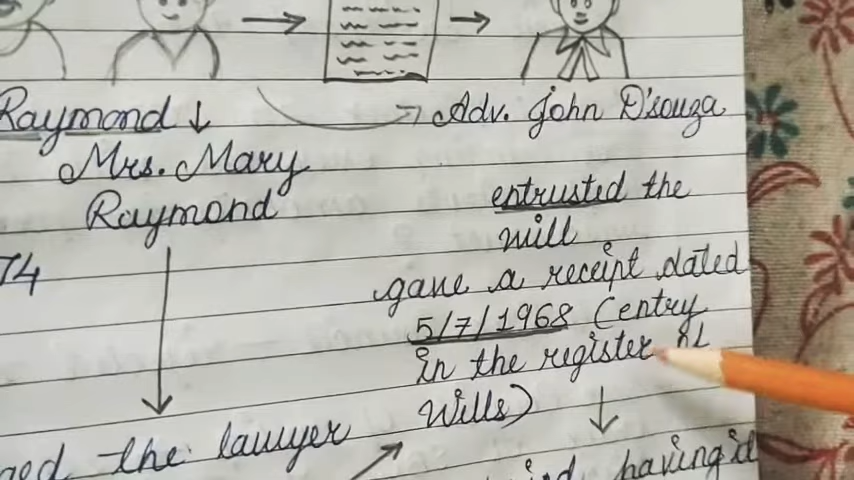 Raymond ↓
Mrs. Mary
Raymond
Adv. John D'souza
entrusted the
will
gave a receipt dated
5/7/1968 (entry
in the register of
Wills)
74
the lawyer
having